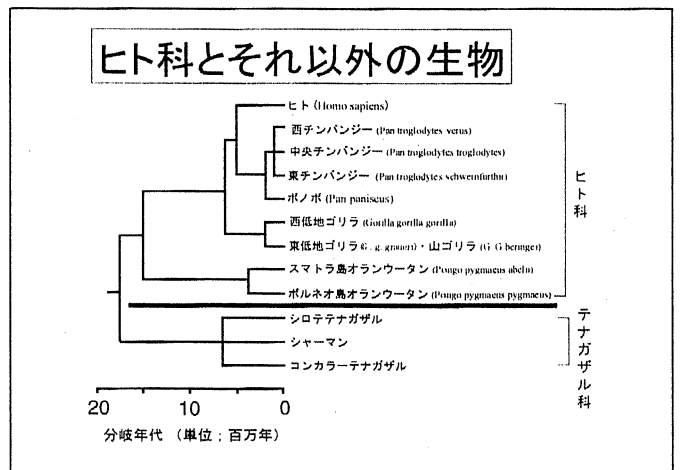 ヒト科とそれ以外の生物
ヒト (Homo sapiens)
西チンパンジー (Pan troglodytes verus)
中央チンパンジー (Pan troglodytes troglodytes)
東チンパンジー (Pan troglodytes schweinfurthii)
ボノボ (Pan paniscus)
西低地ゴリラ (Gorilla gorilla gorilla)
東低地ゴリラ(G. g. graueri)・山ゴリラ (G G beringei)
スマトラ島オランウータン (Pongo pygmaeus abelii)
ボルネオ島オランウータン (Pongo pygmaeus pygmaeus)
ヒト科
シロテテナガザル
シャーマン
コンカラーテナガザル
テナガザル科
20 10 0
分岐年代 (単位;百万年)